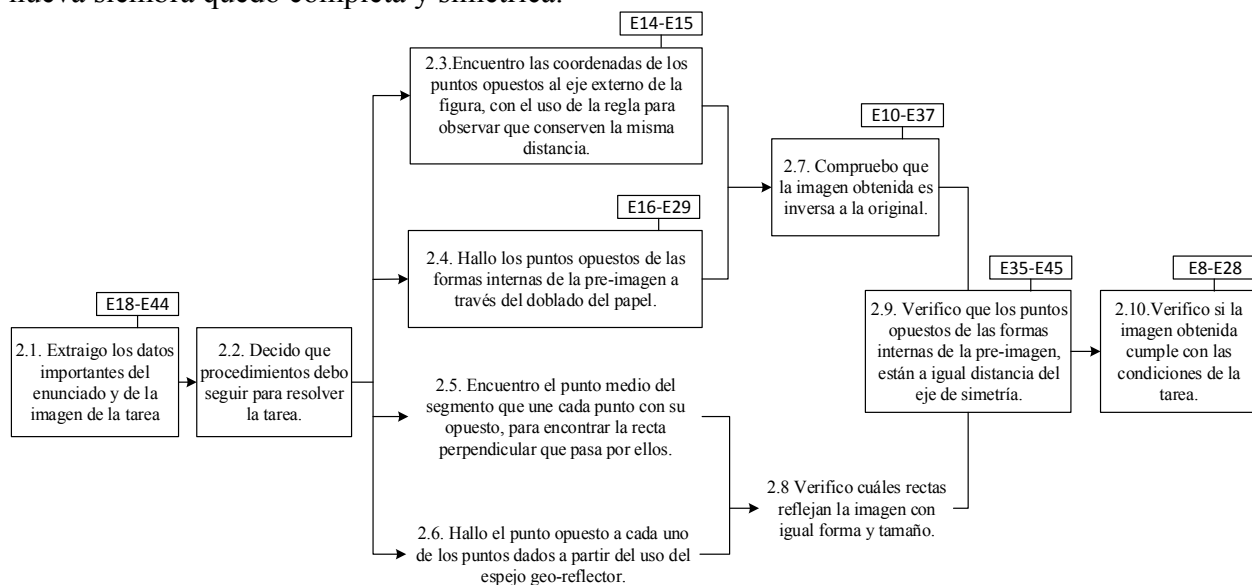 nueva siembra quedó completa y simétrica.
E14-E15
2.3.Encuentro las coordenadas de los
puntos opuestos al eje externo de la
figura, con el uso de la regla para
observar que conserven la misma
distancia.
E10-E37
2.7. Compruebo que
la imagen obtenida es
inversa a la original.
E16-E29
2.4. Hallo los puntos opuestos de las
formas internas de la pre-imagen a
través del doblado del papel.
E35-E45
2.9. Verifico que los puntos
opuestos de las formas
internas de la pre-imagen,
están a igual distancia del
eje de simetría.
E8-E28
2.10.Verifico si la
imagen obtenida
cumple con las
condiciones de la
tarea.
E18-E44
2.1. Extraigo los datos
importantes del
enunciado y de la
imagen de la tarea
2.2. Decido que
procedimientos debo
seguir para resolver
la tarea.
2.5. Encuentro el punto medio del
segmento que une cada punto con su
opuesto, para encontrar la recta
perpendicular que pasa por ellos.
2.8 Verifico cuáles rectas
reflejan la imagen con
igual forma y tamaño.
2.6. Hallo el punto opuesto a cada uno
de los puntos dados a partir del uso del
espejo geo-reflector.